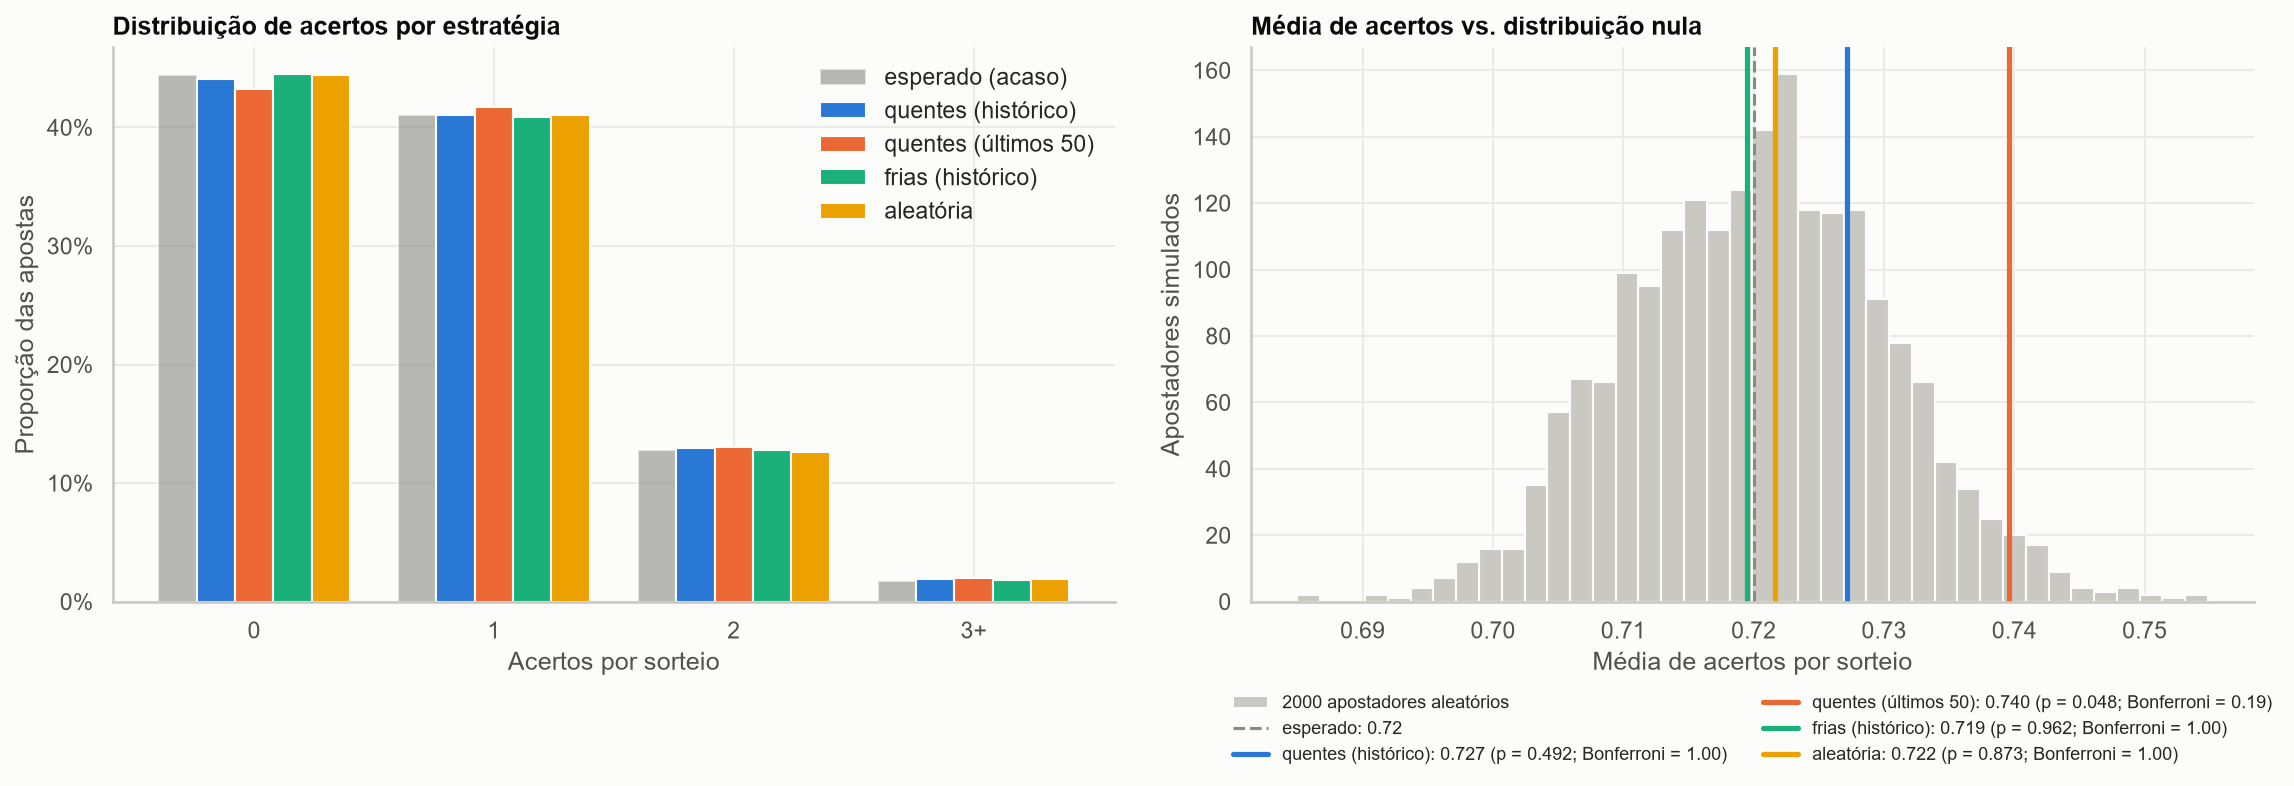 Distribuição de acertos por estratégia
Proporção das apostas
40%
30%
20%
10%
0%
0
1
2
3+
Acertos por sorteio
esperado (acaso)
quentes (histórico)
quentes (últimos 50)
frias (histórico)
aleatória
Média de acertos vs. distribuição nula
Apostadores simulados
160
140
120
100
80
60
40
20
0
0.69
0.70
0.71
0.72
0.73
0.74
0.75
Média de acertos por sorteio
2000 apostadores aleatórios
esperado: 0.72
quentes (histórico): 0.727 (p = 0.492; Bonferroni = 1.00)
quentes (últimos 50): 0.740 (p = 0.048; Bonferroni = 0.19)
frias (histórico): 0.719 (p = 0.962; Bonferroni = 1.00)
aleatória: 0.722 (p = 0.873; Bonferroni = 1.00)